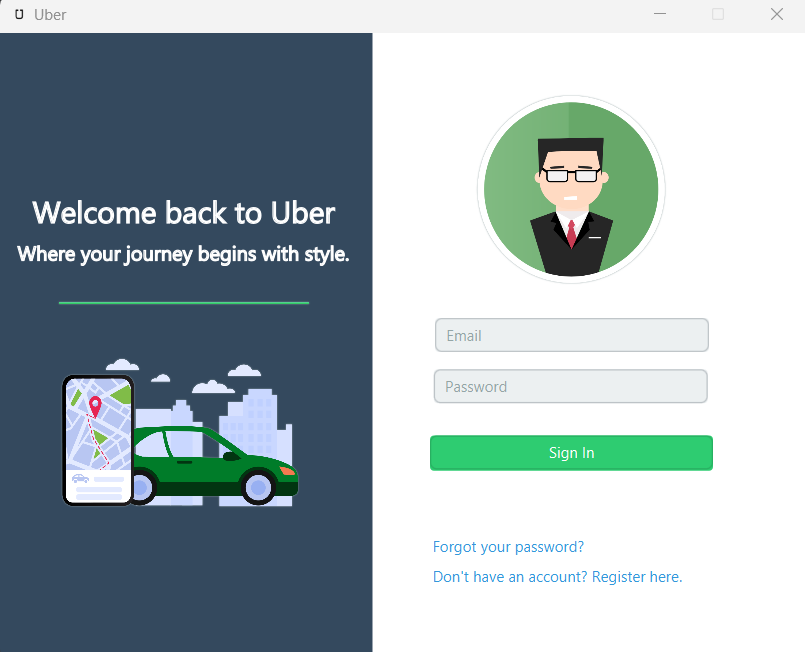 Uber
Welcome back to Uber
Where your journey begins with style.
Email
Password
Sign In
Forgot your password?
Don't have an account? Register here.